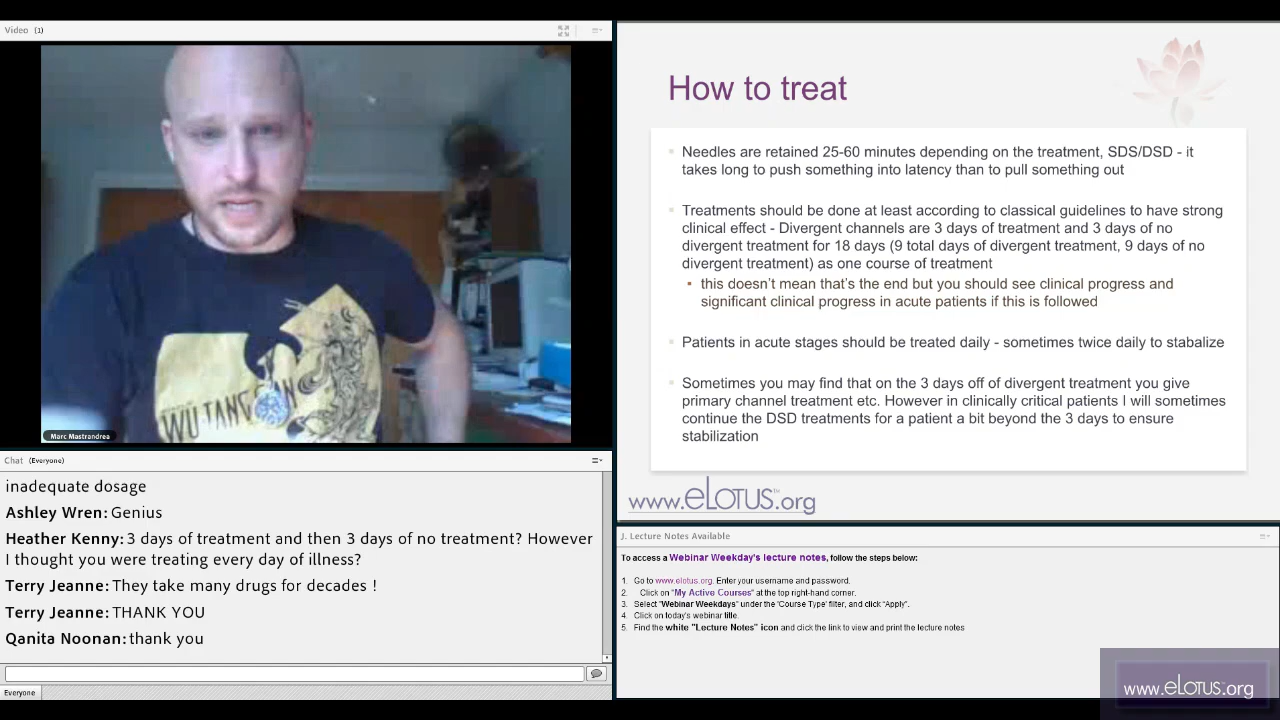 Video (1)
WU TANG
Marc Mastrandrea
Chat (Everyone)
inadequate dosage
Ashley Wren: Genius
Heather Kenny: 3 days of treatment and then 3 days of no treatment? However
I thought you were treating every day of illness?
Terry Jeanne: They take many drugs for decades !
Terry Jeanne: THANK YOU
Qanita Noonan: thank you
Everyone
How to treat
Needles are retained 25-60 minutes depending on the treatment, SDS/DSD - it
takes long to push something into latency than to pull something out
Treatments should be done at least according to classical guidelines to have strong
clinical effect - Divergent channels are 3 days of treatment and 3 days of no
divergent treatment for 18 days (9 total days of divergent treatment, 9 days of no
divergent treatment) as one course of treatment
this doesn't mean that's the end but you should see clinical progress and
significant clinical progress in acute patients if this is followed
Patients in acute stages should be treated daily - sometimes twice daily to stabalize
Sometimes you may find that on the 3 days off of divergent treatment you give
primary channel treatment etc. However in clinically critical patients I will sometimes
continue the DSD treatments for a patient a bit beyond the 3 days to ensure
stabilization
www.eLOTUS.org
J. Lecture Notes Available
To access a Webinar Weekday's lecture notes, follow the steps below:
1. Go to www.elotus.org. Enter your username and password.
2. Click on "My Active Courses" at the top right-hand corner.
3. Select "Webinar Weekdays" under the 'Course Type' filter, and click "Apply".
4. Click on today's webinar title.
5. Find the white "Lecture Notes" icon and click the link to view and print the lecture notes
www.eLOTUS.org